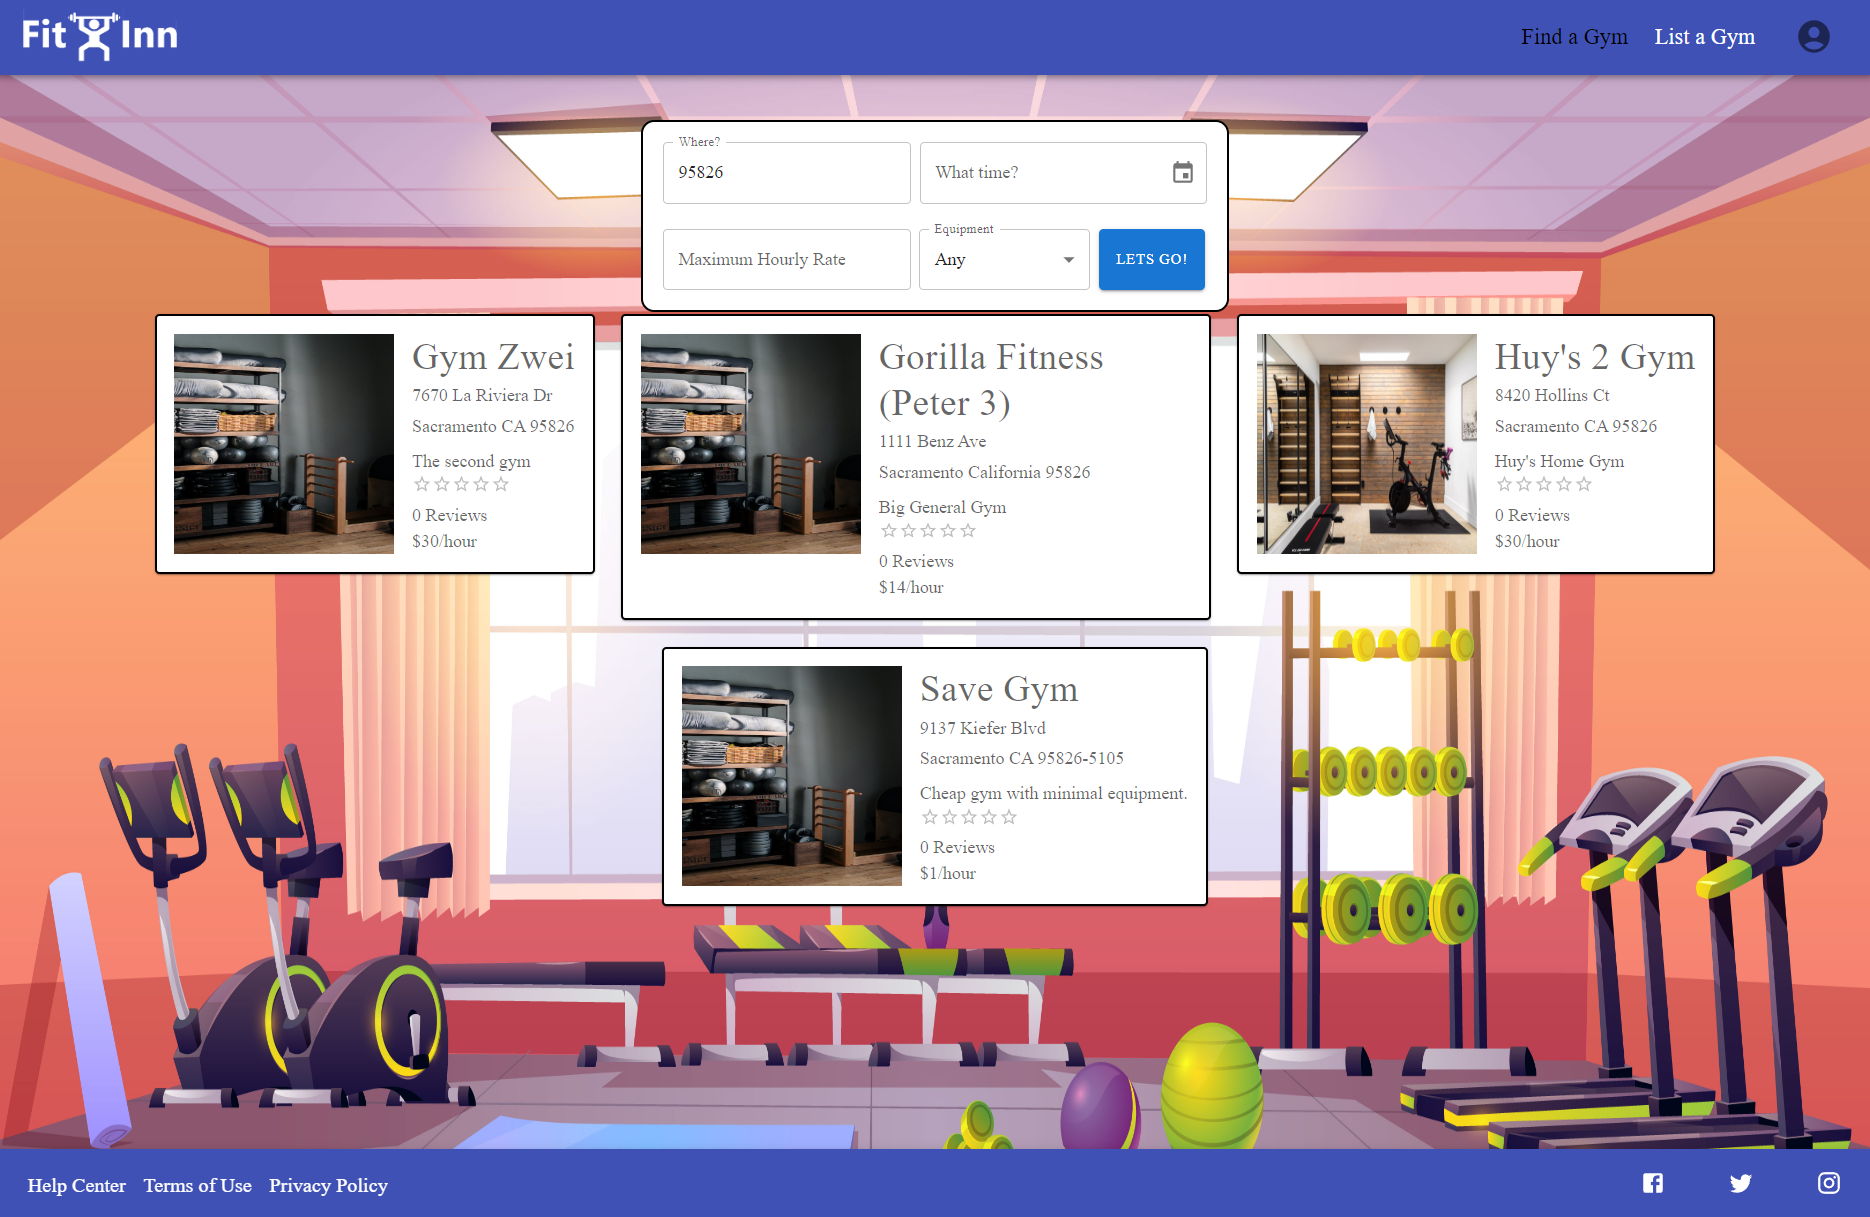 Fit Inn
Find a Gym
List a Gym
Where?
95826
What time?
Maximum Hourly Rate
Equipment
Any
LETS GO!
Gym Zwei
7670 La Riviera Dr
Sacramento CA 95826
The second gym
0 Reviews
$30/hour
Gorilla Fitness
(Peter 3)
1111 Benz Ave
Sacramento California 95826
Big General Gym
0 Reviews
$14/hour
Huy's 2 Gym
8420 Hollins Ct
Sacramento CA 95826
Huy's Home Gym
0 Reviews
$30/hour
Save Gym
9137 Kiefer Blvd
Sacramento CA 95826-5105
Cheap gym with minimal equipment.
0 Reviews
$1/hour
Help Center
Terms of Use
Privacy Policy